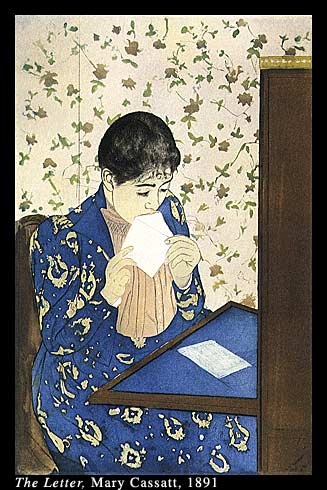 The Letter, Mary Cassatt, 1891